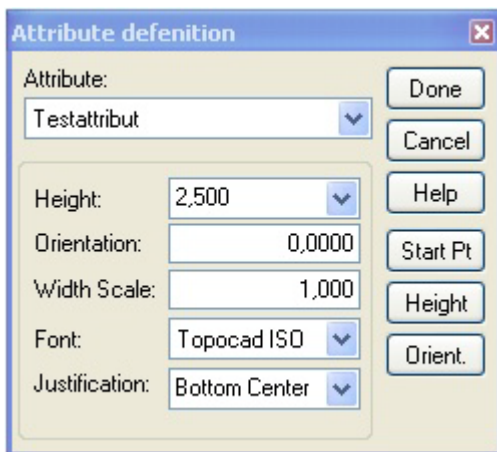 Attribute defenition
Attribute:
Testattribut
Height: 2,500
Orientation: 0,0000
Width Scale: 1,000
Font: Topocad ISO
Justification: Bottom Center
Done
Cancel
Help
Start Pt
Height
Orient.